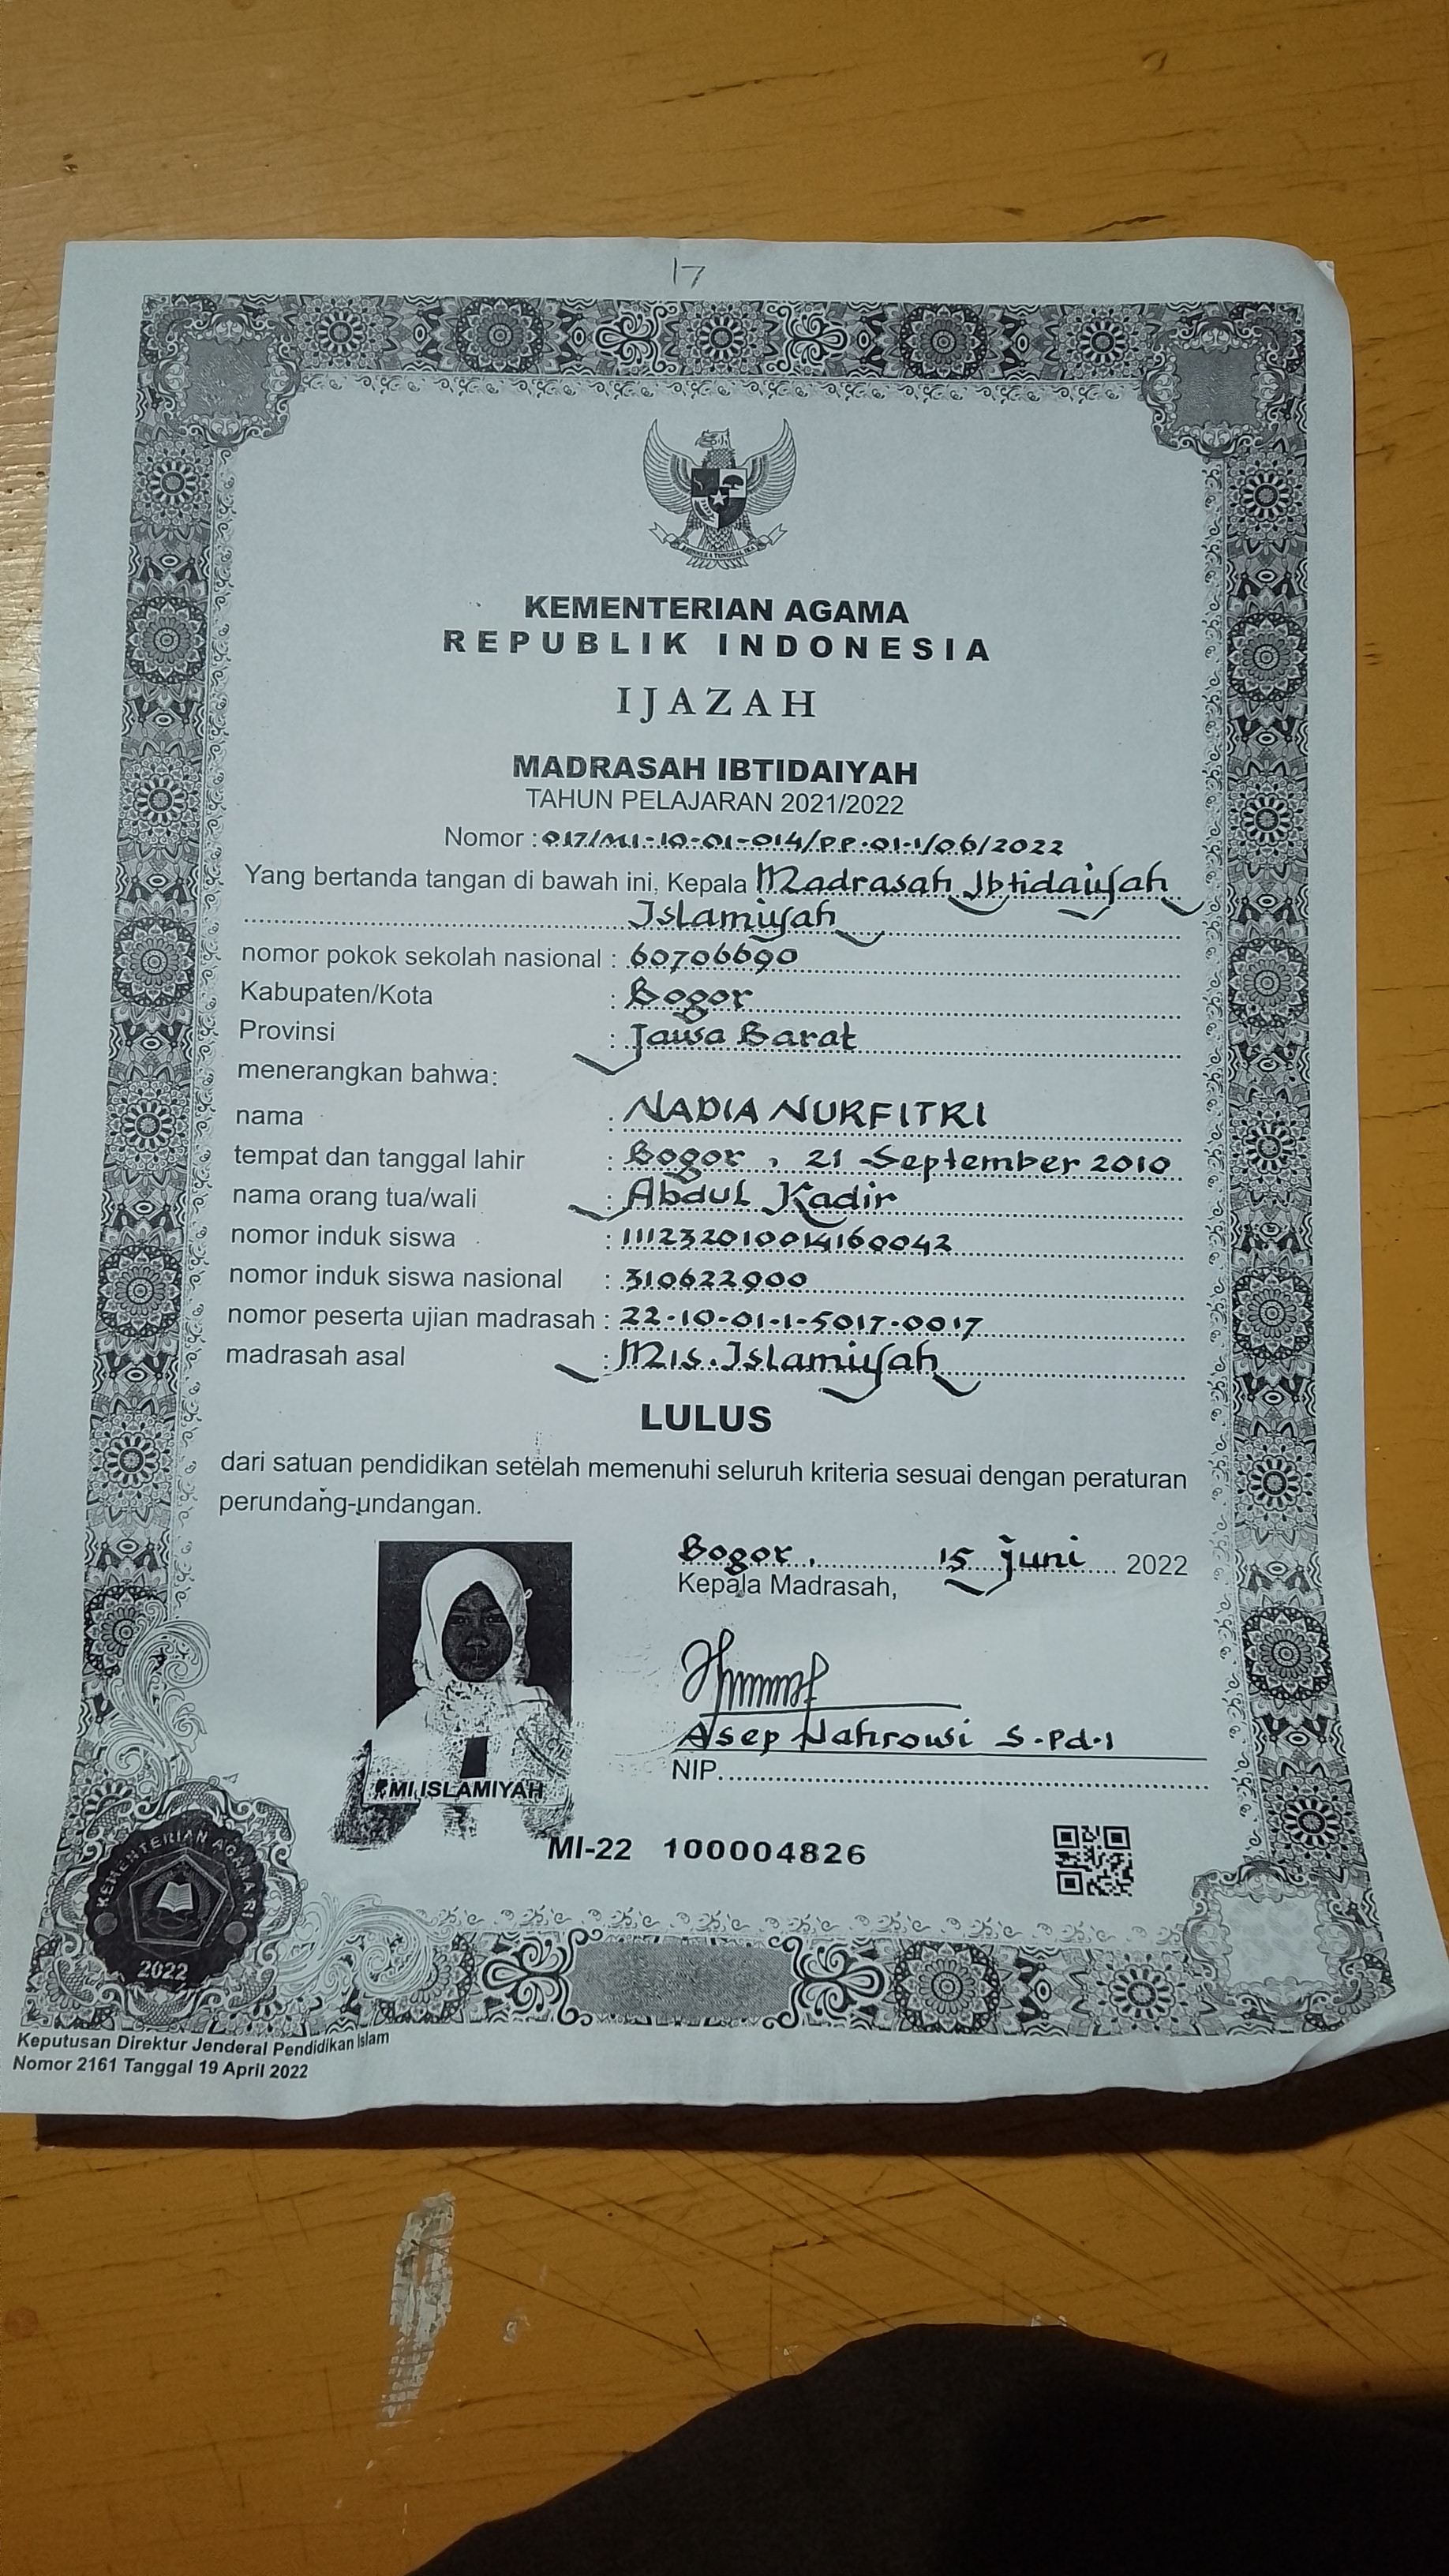 17
BHINNEKA TUNGGAL IKA
KEMENTERIAN AGAMA
REPUBLIK INDONESIA
IJAZAH
MADRASAH IBTIDAIYAH
TAHUN PELAJARAN 2021/2022
Nomor : 017/MI-10-01-014/PP.01.1/06/2022
Yang bertanda tangan di bawah ini, Kepala Madrasah Ibtidaiyah
Islamiyah
nomor pokok sekolah nasional : 60706690
Kabupaten/Kota : Bogor
Provinsi : Jawa Barat
menerangkan bahwa:
nama : NADIA NURFITRI
tempat dan tanggal lahir : Bogor, 21 September 2010
nama orang tua/wali : Abdul Kadir
nomor induk siswa : 111232010014160042
nomor induk siswa nasional : 310622900
nomor peserta ujian madrasah : 22-10-01-1-5017-0017
madrasah asal : MIS. Islamiyah
LULUS
dari satuan pendidikan setelah memenuhi seluruh kriteria sesuai dengan peraturan
perundang-undangan.
Bogor, 15 Juni 2022
Kepala Madrasah,
Asep Nahrowi S.Pd.I
NIP.
MI ISLAMIYAH
MI-22 100004826
KEMENTERIAN AGAMA RI
2022
Keputusan Direktur Jenderal Pendidikan Islam
Nomor 2161 Tanggal 19 April 2022